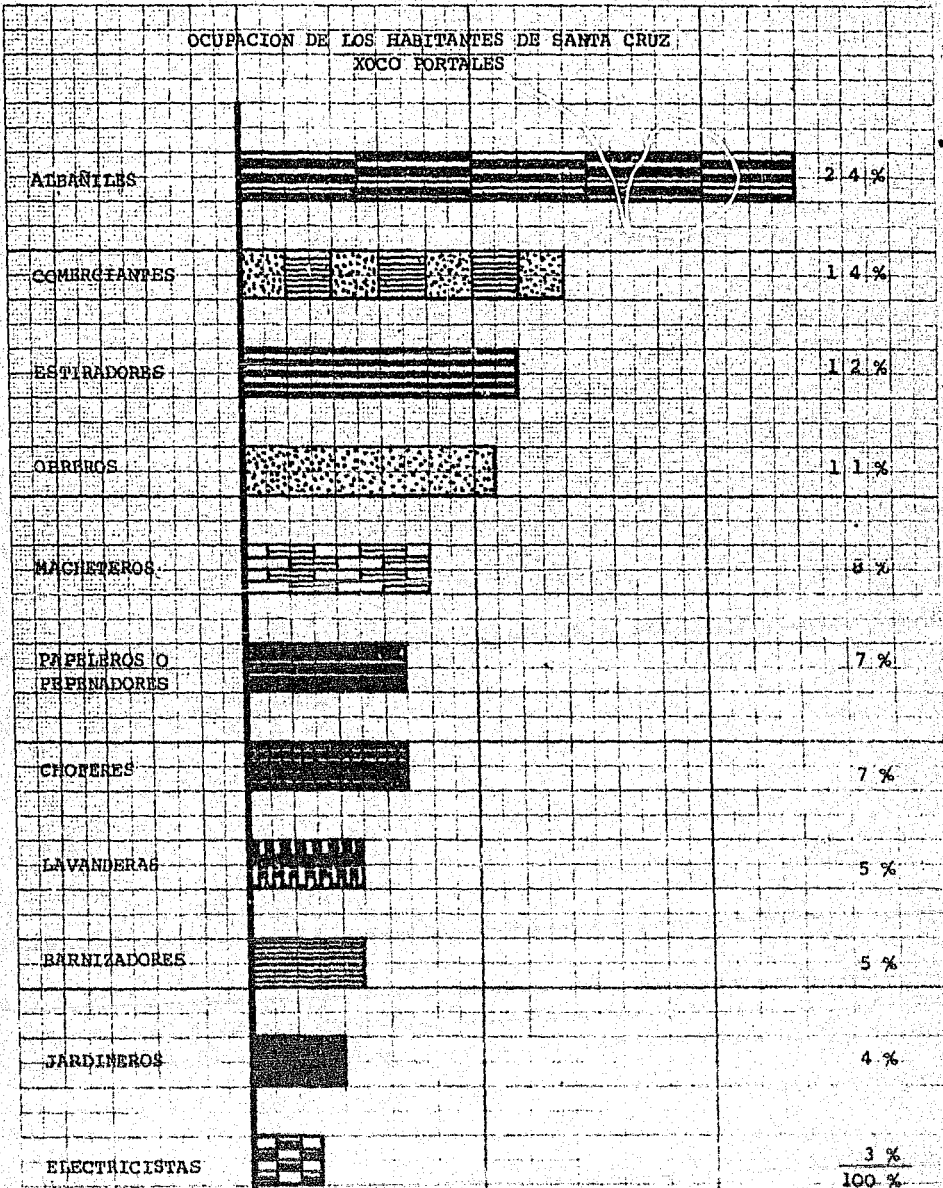 OCUPACION DE LOS HABITANTES DE SANTA CRUZ
XOCO PORTALES
ALBAÑILES 24%
COMERCIANTES 14%
ESTIRADORES 12%
OBREROS 11%
MACHETEROS 8%
PAPELEROS O 7%
PEPENADORES
CHOFERES 7%
LAVANDERAS 5%
BARNIZADORES 5%
JARDINEROS 4%
ELECTRICISTAS 3%
100%